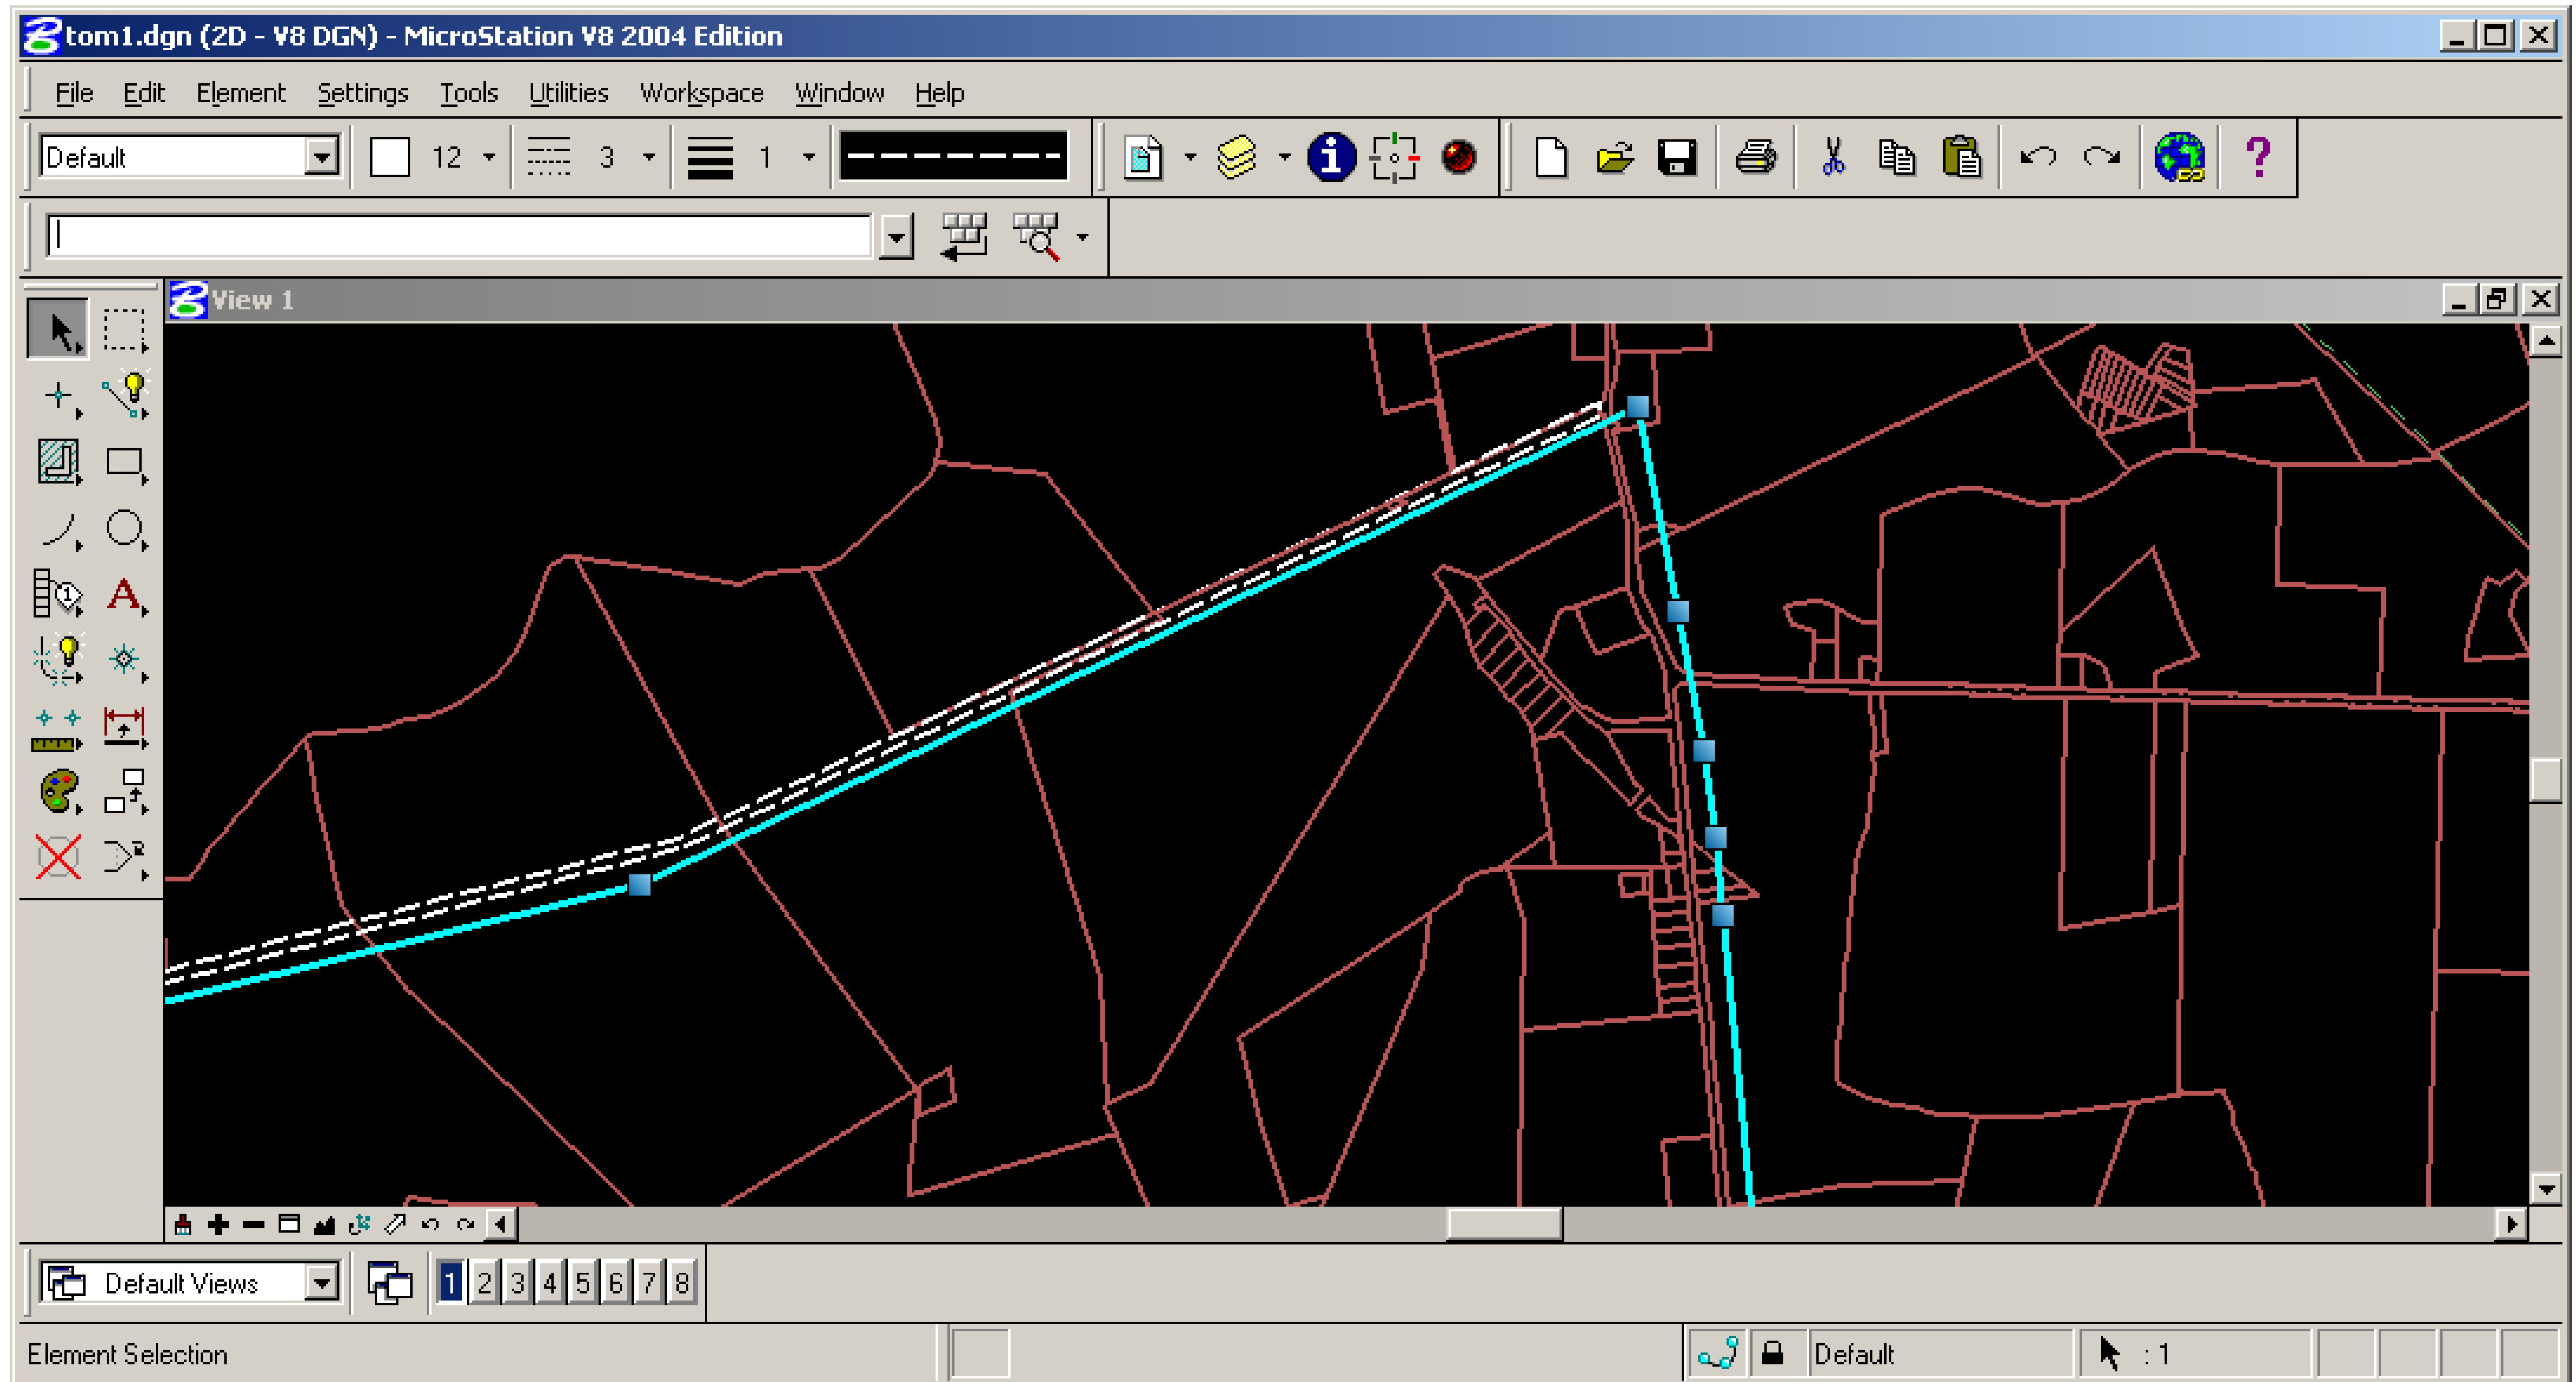 tom1.dgn (2D - V8 DGN) - MicroStation V8 2004 Edition
File Edit Element Settings Tools Utilities Workspace Window Help
Default 12 3 1
View 1
Default Views 1 2 3 4 5 6 7 8
Element Selection Default : 1